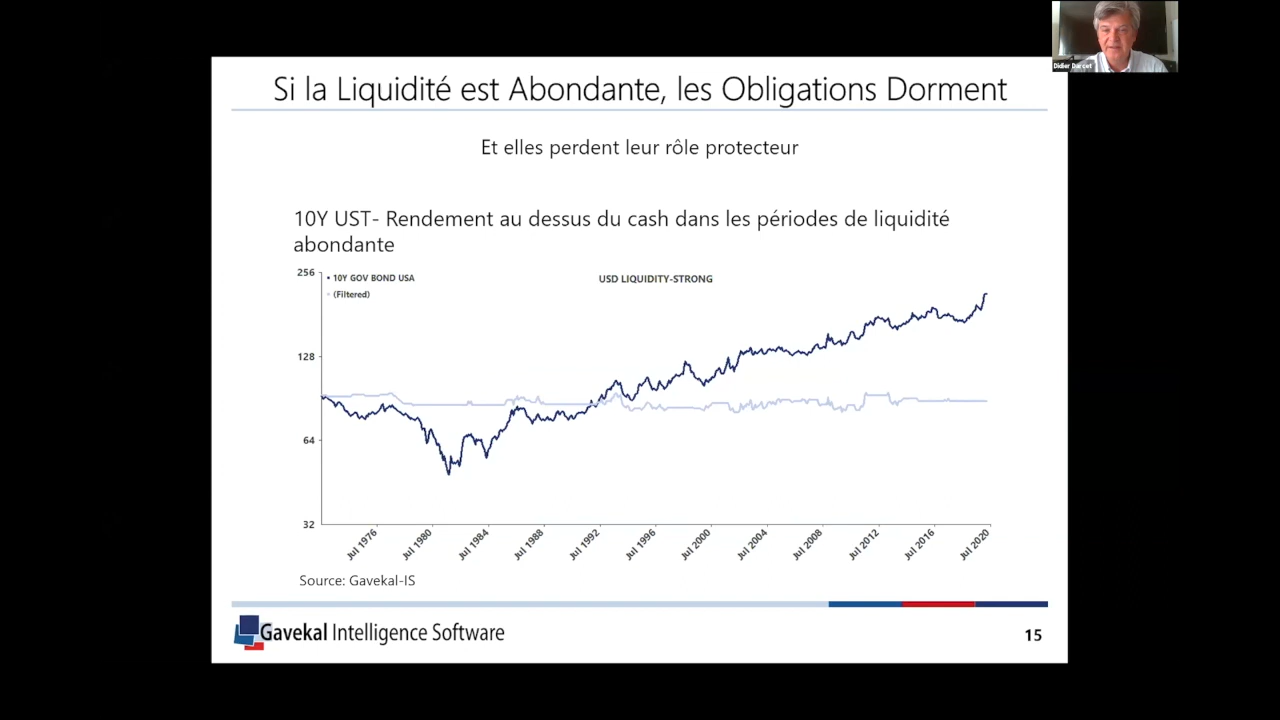 Didier Darcet
Si la Liquidité est Abondante, les Obligations Dorment
Et elles perdent leur rôle protecteur
10Y UST- Rendement au dessus du cash dans les périodes de liquidité
abondante
256
• 10Y GOV BOND USA
USD LIQUIDITY-STRONG
(Filtered)
128
64
32
Jul 1976
Jul 1980
Jul 1984
Jul 1988
Jul 1992
Jul 1996
Jul 2000
Jul 2004
Jul 2008
Jul 2012
Jul 2016
Jul 2020
Source: Gavekal-IS
Gavekal Intelligence Software
15